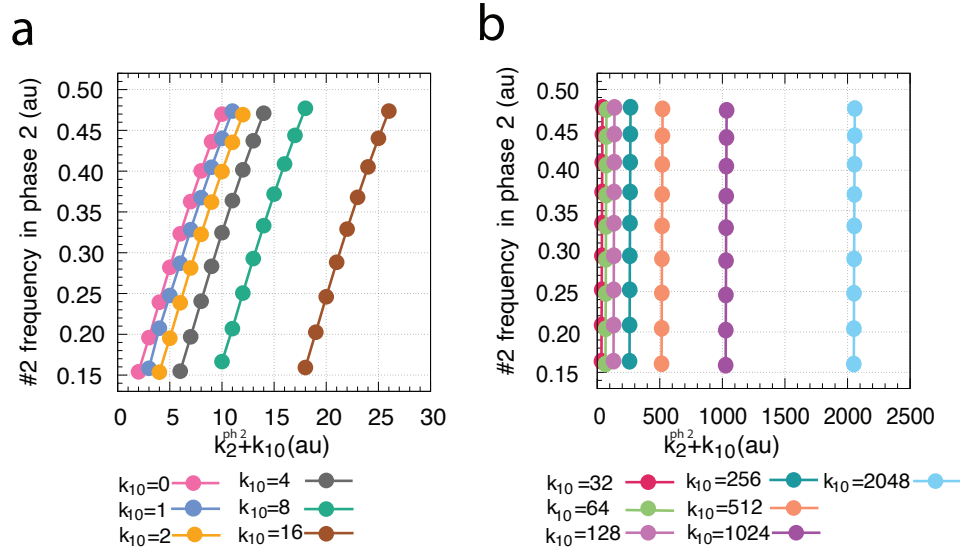 a
#2 frequency in phase 2 (au)
0.50
0.45
0.40
0.35
0.30
0.25
0.20
0.15
0 5 10 15 20 25 30
k₂ᵖʰ ²+k₁₀(au)
k₁₀=0 k₁₀=4
k₁₀=1 k₁₀=8
k₁₀=2 k₁₀=16
b
#2 frequency in phase 2 (au)
0.50
0.45
0.40
0.35
0.30
0.25
0.20
0.15
0 500 1000 1500 2000 2500
k₂ᵖʰ ²+k₁₀(au)
k₁₀=32 k₁₀=256 k₁₀=2048
k₁₀=64 k₁₀=512
k₁₀=128 k₁₀=1024